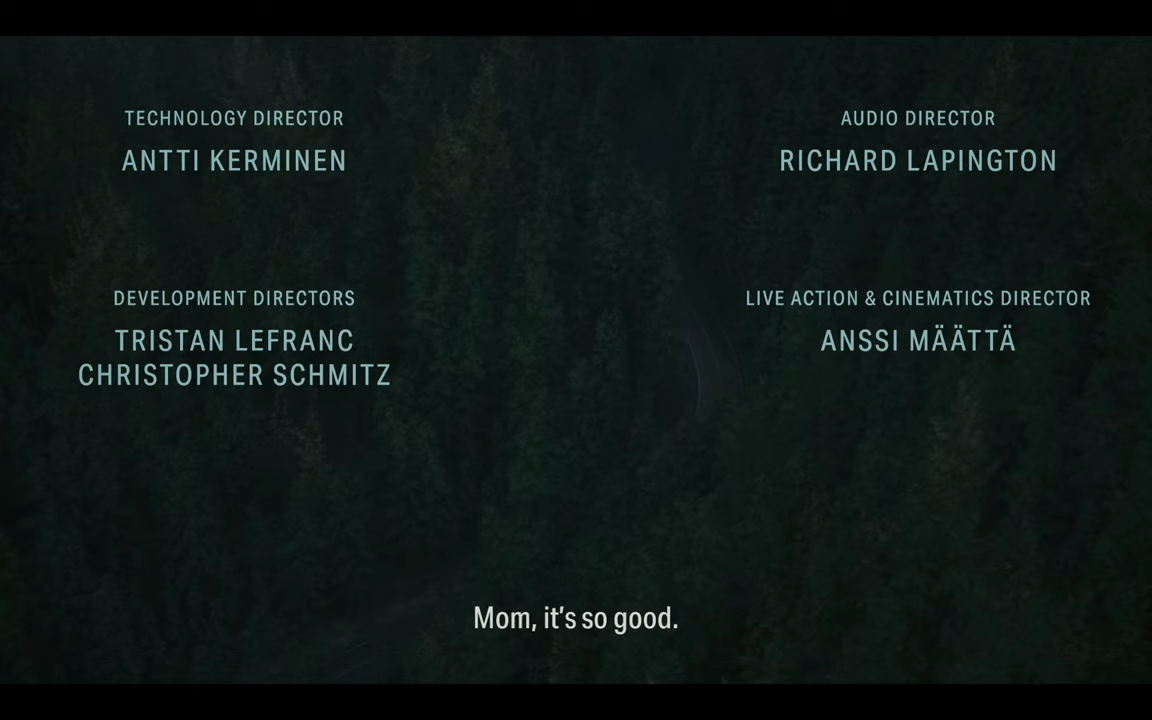 TECHNOLOGY DIRECTOR
ANTTI KERMINEN
AUDIO DIRECTOR
RICHARD LAPINGTON
DEVELOPMENT DIRECTORS
TRISTAN LEFRANC
CHRISTOPHER SCHMITZ
LIVE ACTION & CINEMATICS DIRECTOR
ANSSI MÄÄTTÄ
Mom, it's so good.